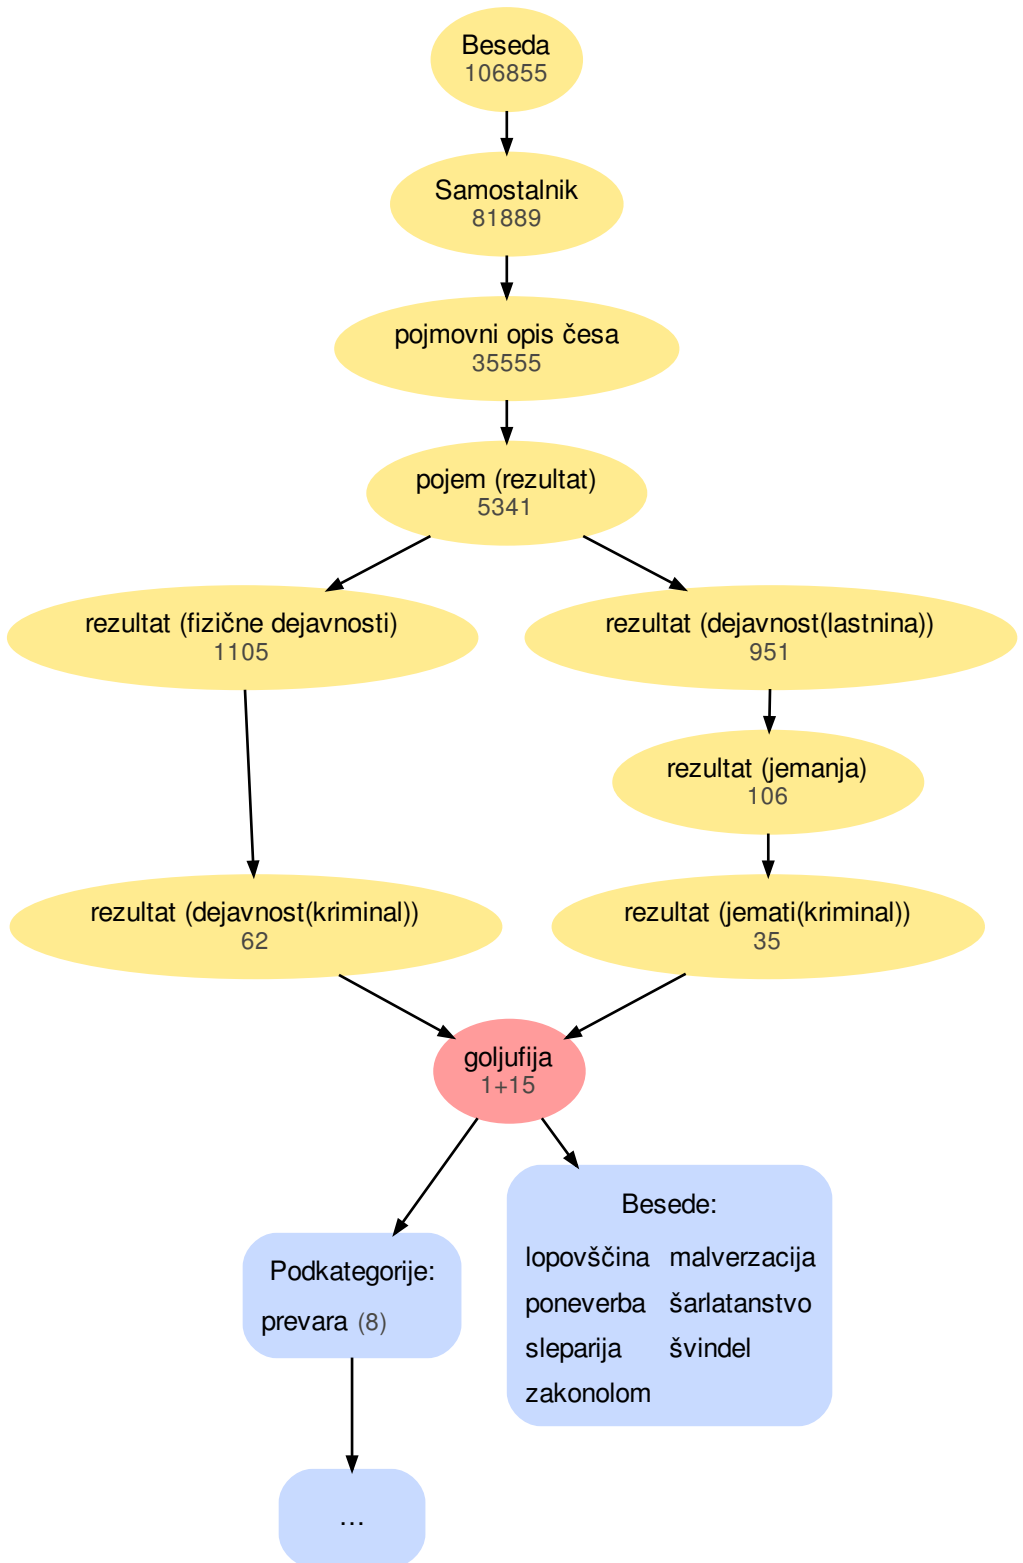 Beseda
106855
Samostalnik
81889
pojmovni opis česa
35555
pojem (rezultat)
5341
rezultat (fizične dejavnosti)
1105
rezultat (dejavnost(lastnina))
951
rezultat (jemanja)
106
rezultat (dejavnost(kriminal))
62
rezultat (jemati(kriminal))
35
goljufija
1+15
Podkategorije:
prevara (8)
...
Besede:
lopovščina malverzacija
poneverba šarlatanstvo
sleparija švindel
zakonolom